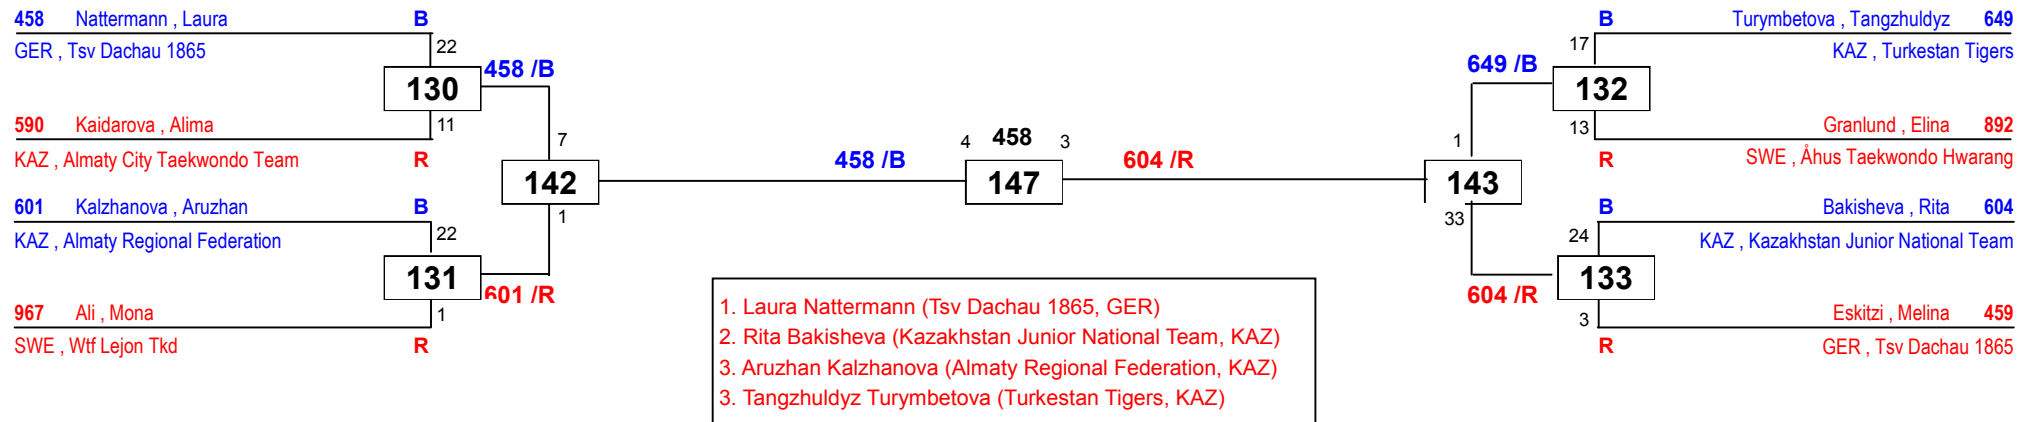 458 Nattermann , Laura B
GER , Tsv Dachau 1865
22
130
458 /B
11
590 Kaidarova , Alima
KAZ , Almaty City Taekwondo Team R
601 Kalzhanova , Aruzhan B
KAZ , Almaty Regional Federation
22
131
601 /R
1
967 Ali , Mona
SWE , Wtf Lejon Tkd R
7
142
1
458 /B
4 458 3
147
604 /R
1
143
33
649 /B
604 /R
B Turymbetova , Tangzhuldyz 649
17 KAZ , Turkestan Tigers
132
13 Granlund , Elina 892
R SWE , Åhus Taekwondo Hwarang
B Bakisheva , Rita 604
24 KAZ , Kazakhstan Junior National Team
133
3 Eskitzi , Melina 459
R GER , Tsv Dachau 1865
1. Laura Nattermann (Tsv Dachau 1865, GER)
2. Rita Bakisheva (Kazakhstan Junior National Team, KAZ)
3. Aruzhan Kalzhanova (Almaty Regional Federation, KAZ)
3. Tangzhuldyz Turymbetova (Turkestan Tigers, KAZ)